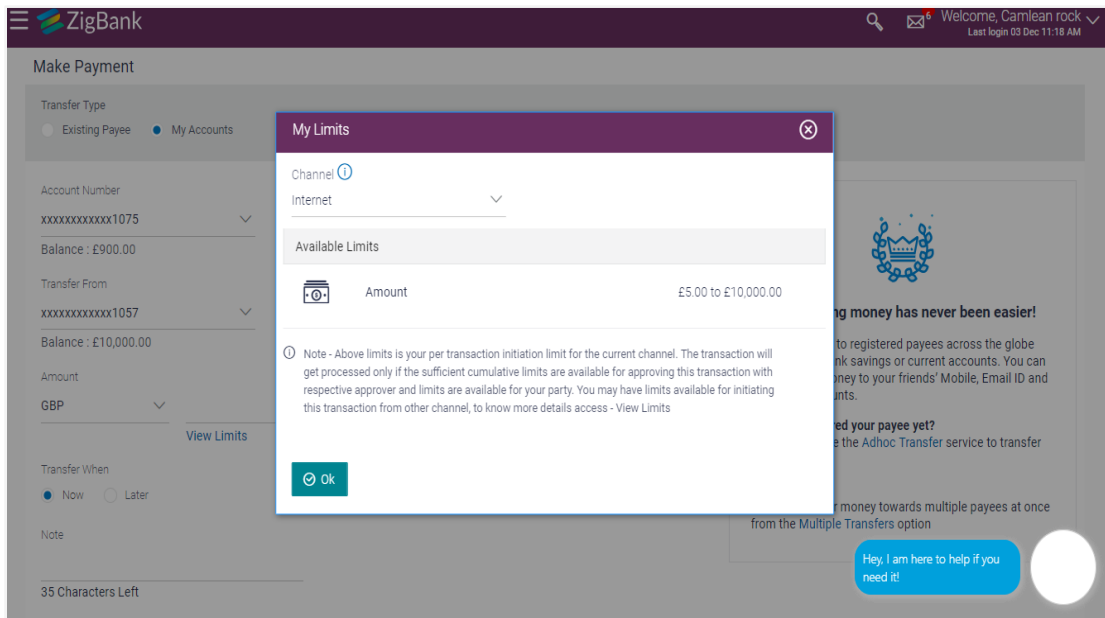 ZigBank
6
Welcome, Camlean rock
Last login 03 Dec 11:18 AM
Make Payment
Transfer Type
Existing Payee
My Accounts
Account Number
xxxxxxxxxxxx1075
Balance : £900.00
Transfer From
xxxxxxxxxxxx1057
Balance : £10,000.00
Amount
GBP
View Limits
Transfer When
Now
Later
Note
35 Characters Left
My Limits
Channel
Internet
Available Limits
Amount
£5.00 to £10,000.00
Note - Above limits is your per transaction initiation limit for the current channel. The transaction will
get processed only if the sufficient cumulative limits are available for approving this transaction with
respective approver and limits are available for your party. You may have limits available for initiating
this transaction from other channel, to know more details access - View Limits
Ok
money has never been easier!
to registered payees across the globe
savings or current accounts. You can
to your friends' Mobile, Email ID and
your payee yet?
the Adhoc Transfer service to transfer
money towards multiple payees at once
from the Multiple Transfers option
Hey, I am here to help if you
need it!